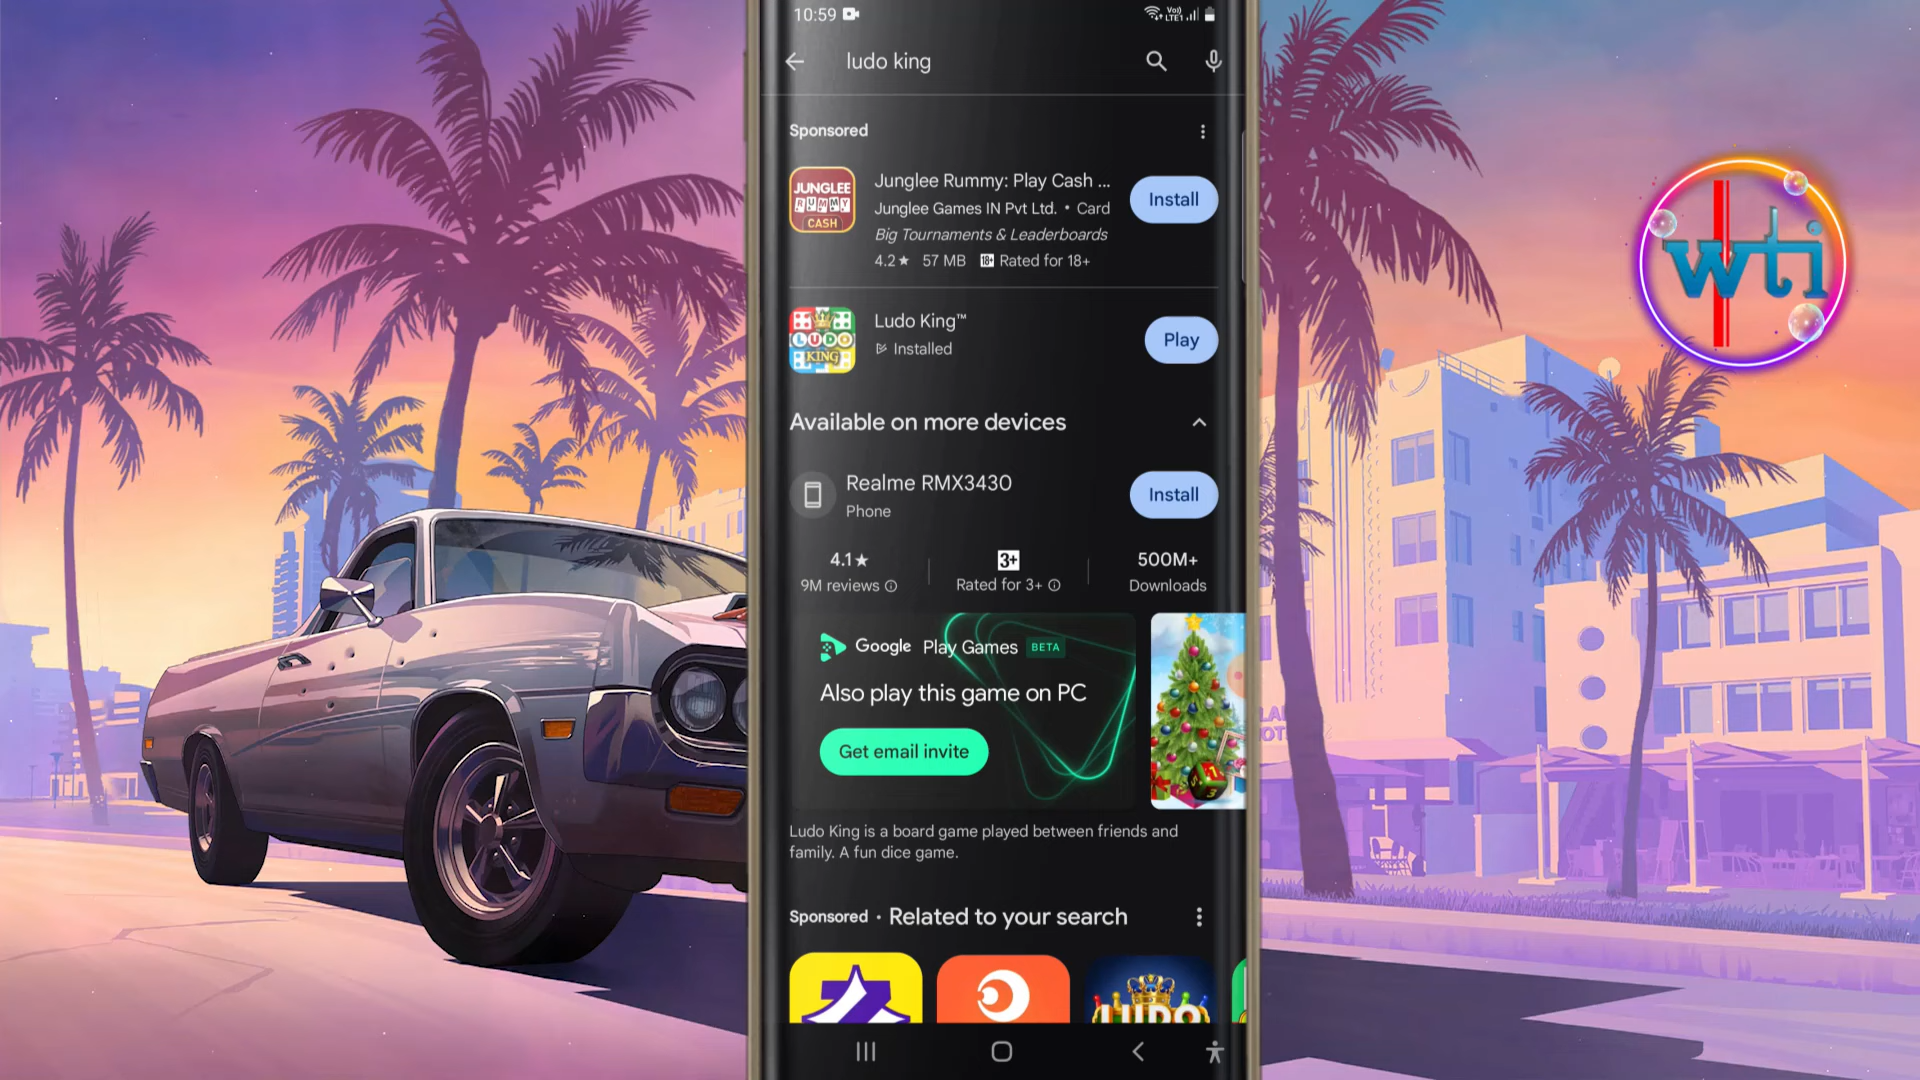 10:59
Vo) LTE1
ludo king
Sponsored
JUNGLEE
RUMMY
CASH
Junglee Rummy: Play Cash ...
Junglee Games IN Pvt Ltd. • Card
Big Tournaments & Leaderboards
4.2★ 57 MB 18+ Rated for 18+
Install
LUDO
KING
Ludo King™
Installed
Play
Available on more devices
Realme RMX3430
Phone
Install
4.1★
9M reviews
3+
Rated for 3+
500M+
Downloads
Google Play Games BETA
Also play this game on PC
Get email invite
Ludo King is a board game played between friends and
family. A fun dice game.
Sponsored • Related to your search
LUDO
wti